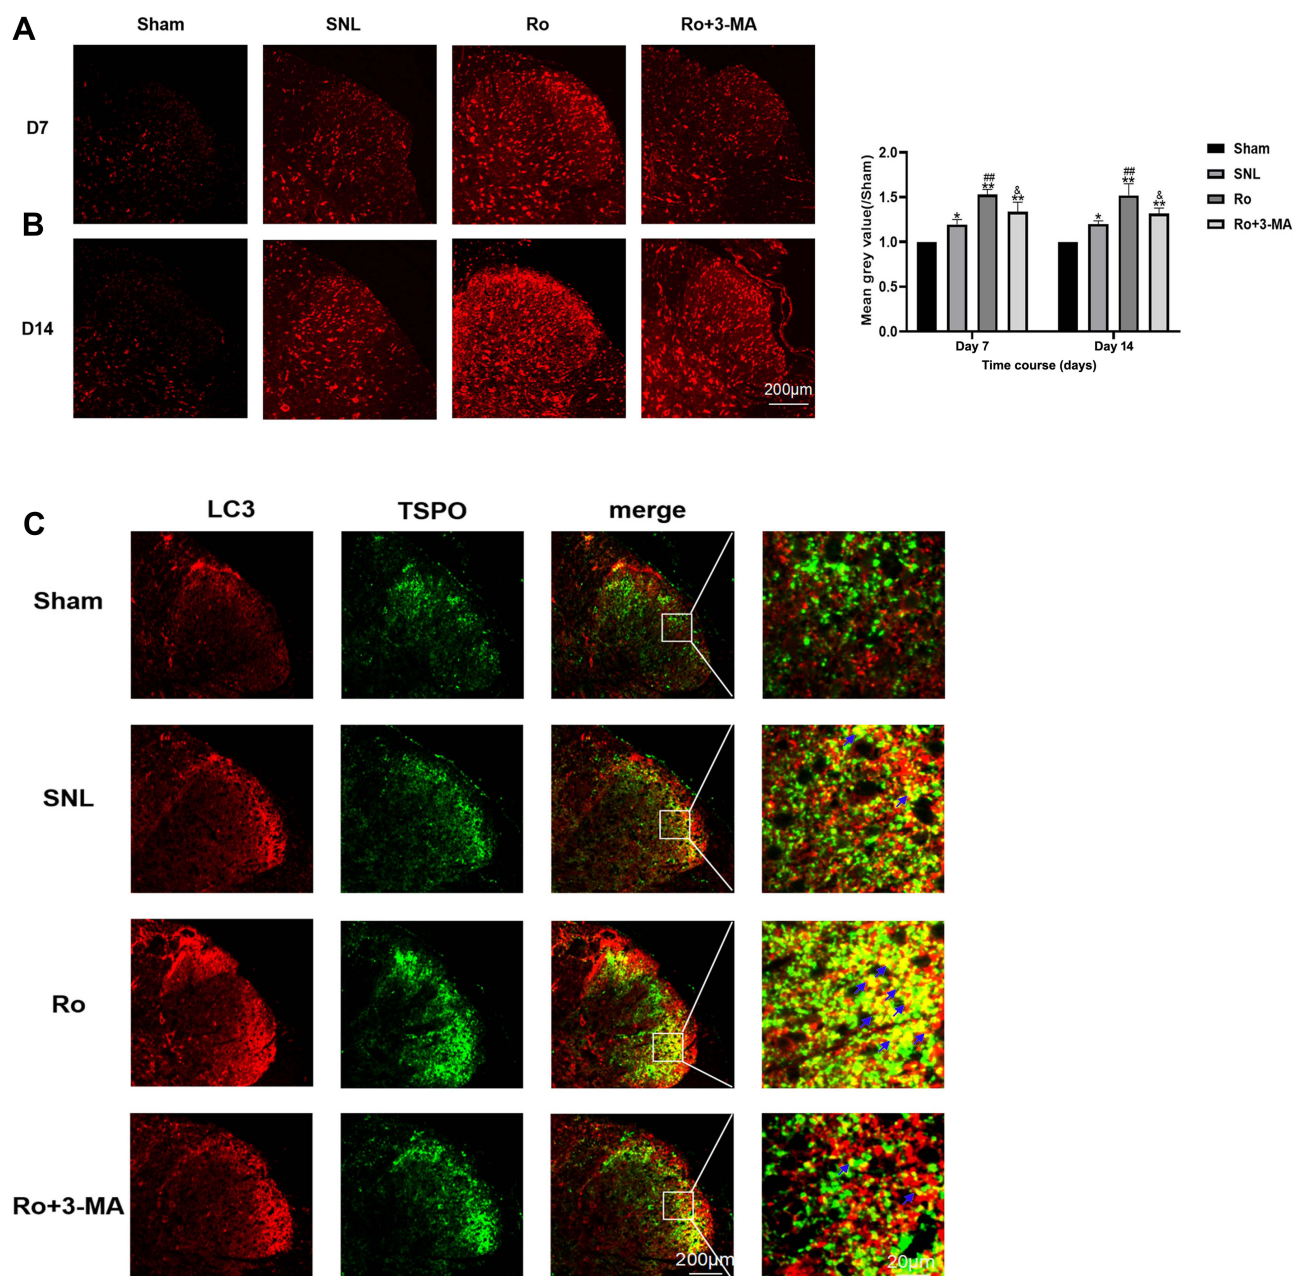 A
Sham SNL Ro Ro+3-MA
D7
B
D14
200μm
Mean grey value(/Sham)
2.0
1.5
1.0
0.5
0.0
* ## ** & **
* ## ** & **
Day 7 Day 14
Time course (days)
Sham
SNL
Ro
Ro+3-MA
C
LC3 TSPO merge
Sham
SNL
Ro
Ro+3-MA
200μm 20μm